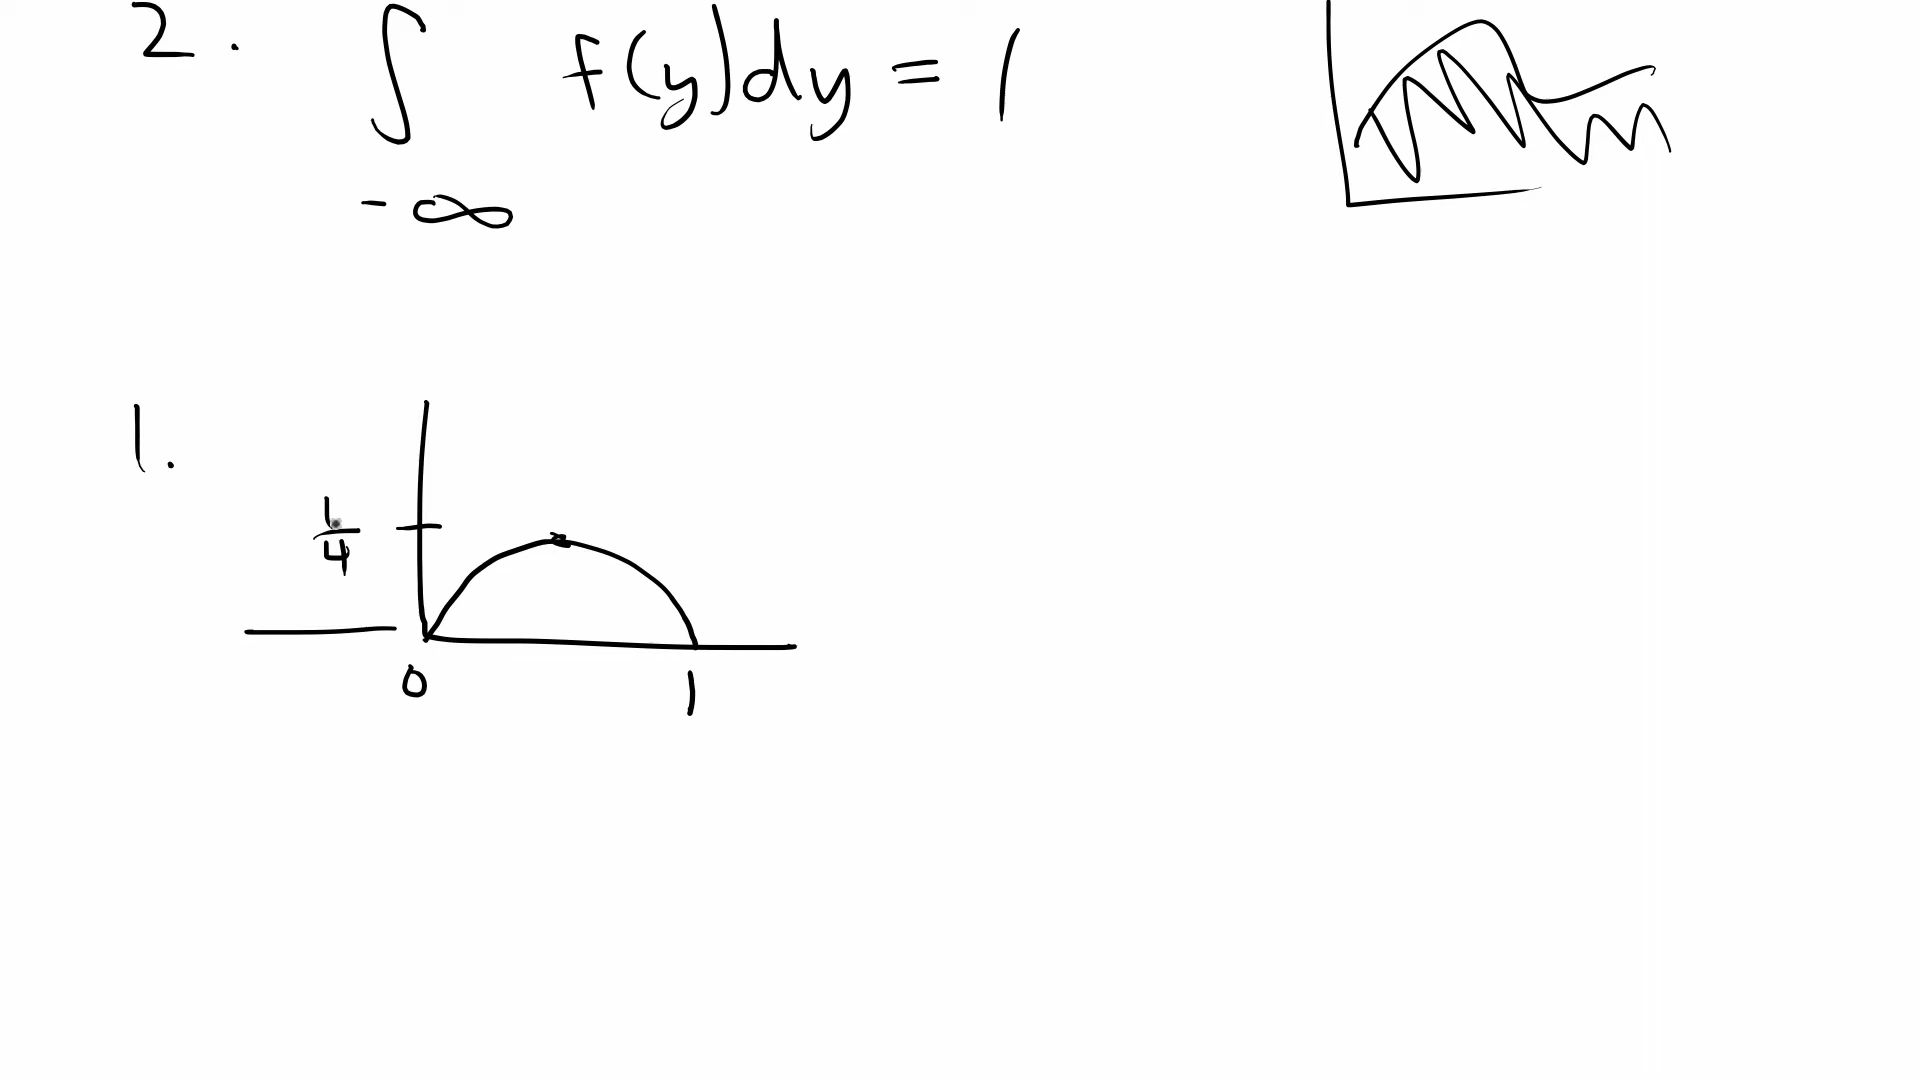 2. ∫ f(y)dy = 1
-∞
1.
1/4
0 1